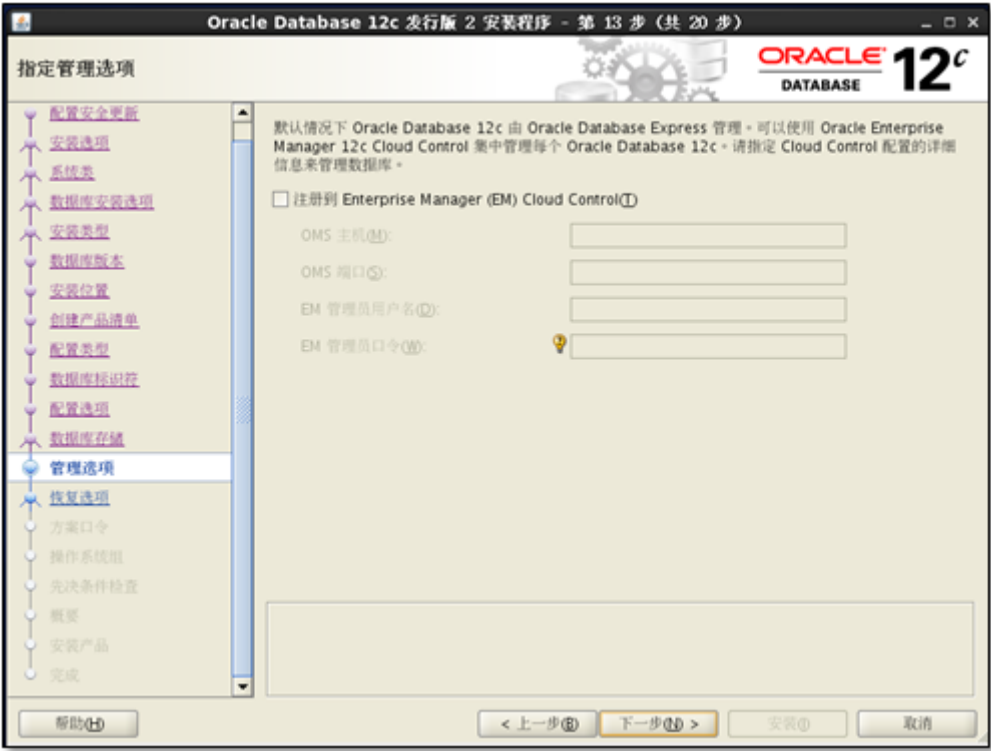 Oracle Database 12c 发行版 2 安装程序 - 第 13 步 (共 20 步)
指定管理选项
ORACLE
DATABASE
12c
配置安全更新
安装选项
系统类
数据库安装选项
安装类型
数据库版本
安装位置
创建产品清单
配置类型
数据库标识符
配置选项
数据库存储
管理选项
恢复选项
方案口令
操作系统组
先决条件检查
概要
安装产品
完成
默认情况下 Oracle Database 12c 由 Oracle Database Express 管理。可以使用 Oracle Enterprise
Manager 12c Cloud Control 集中管理每个 Oracle Database 12c。请指定 Cloud Control 配置的详细
信息来管理数据库。
注册到 Enterprise Manager (EM) Cloud Control(T)
OMS 主机(M):
OMS 端口(S):
EM 管理员用户名(D):
EM 管理员口令(W):
帮助(H)
< 上一步(B)
下一步(N) >
安装(I)
取消